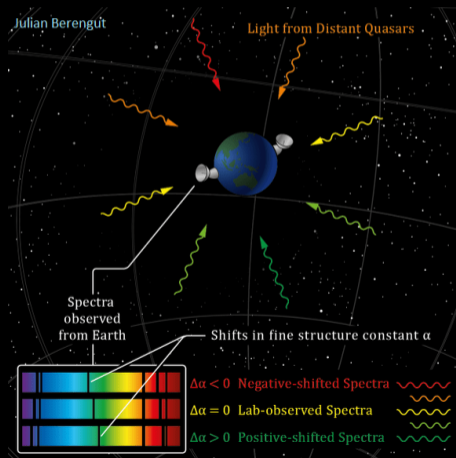 Julian Berengut
Light from Distant Quasars
Spectra
observed
from Earth
Shifts in fine structure constant α
Δα < 0 Negative-shifted Spectra
Δα = 0 Lab-observed Spectra
Δα > 0 Positive-shifted Spectra